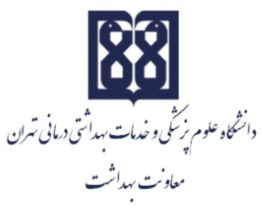 دانشگاه علوم پزشکی و خدمات بهداشتی درمانی تهران
معاونت بهداشت